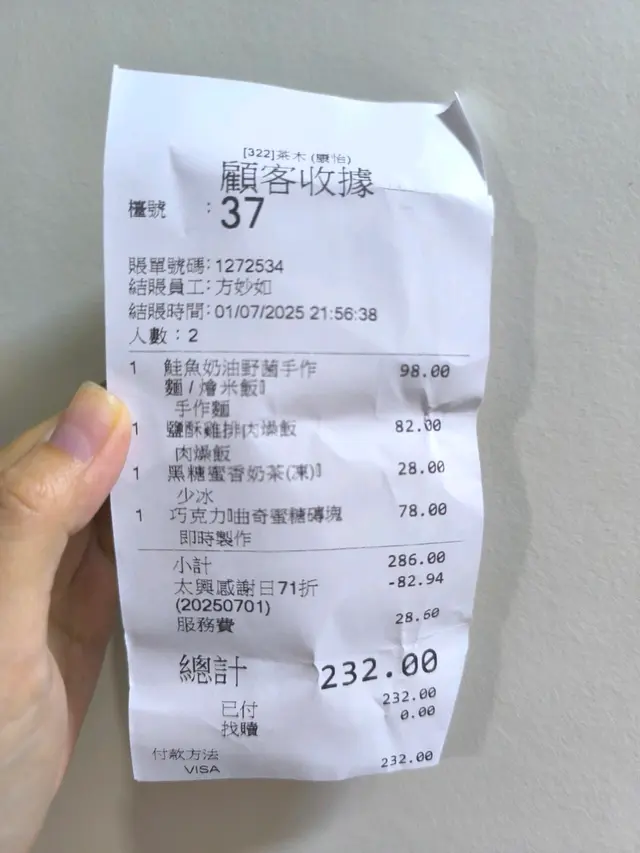 [322]茶木(康怡)
顧客收據
檯號 : 37
賬單號碼: 1272534
結賬員工: 方妙如
結賬時間: 01/07/2025 21:56:38
人數 : 2
1 鮭魚奶油野菌手作 98.00
麵 / 燴米飯
手作麵
1 鹽酥雞排肉燥飯 82.00
肉燥飯
1 黑糖蜜香奶茶(凍) 28.00
少冰
1 巧克力曲奇蜜糖磚塊 78.00
即時製作
小計 286.00
太興感謝日71折 -82.94
(20250701)
服務費 28.60
總計 232.00
已付 232.00
找贖 0.00
付款方法
VISA 232.00